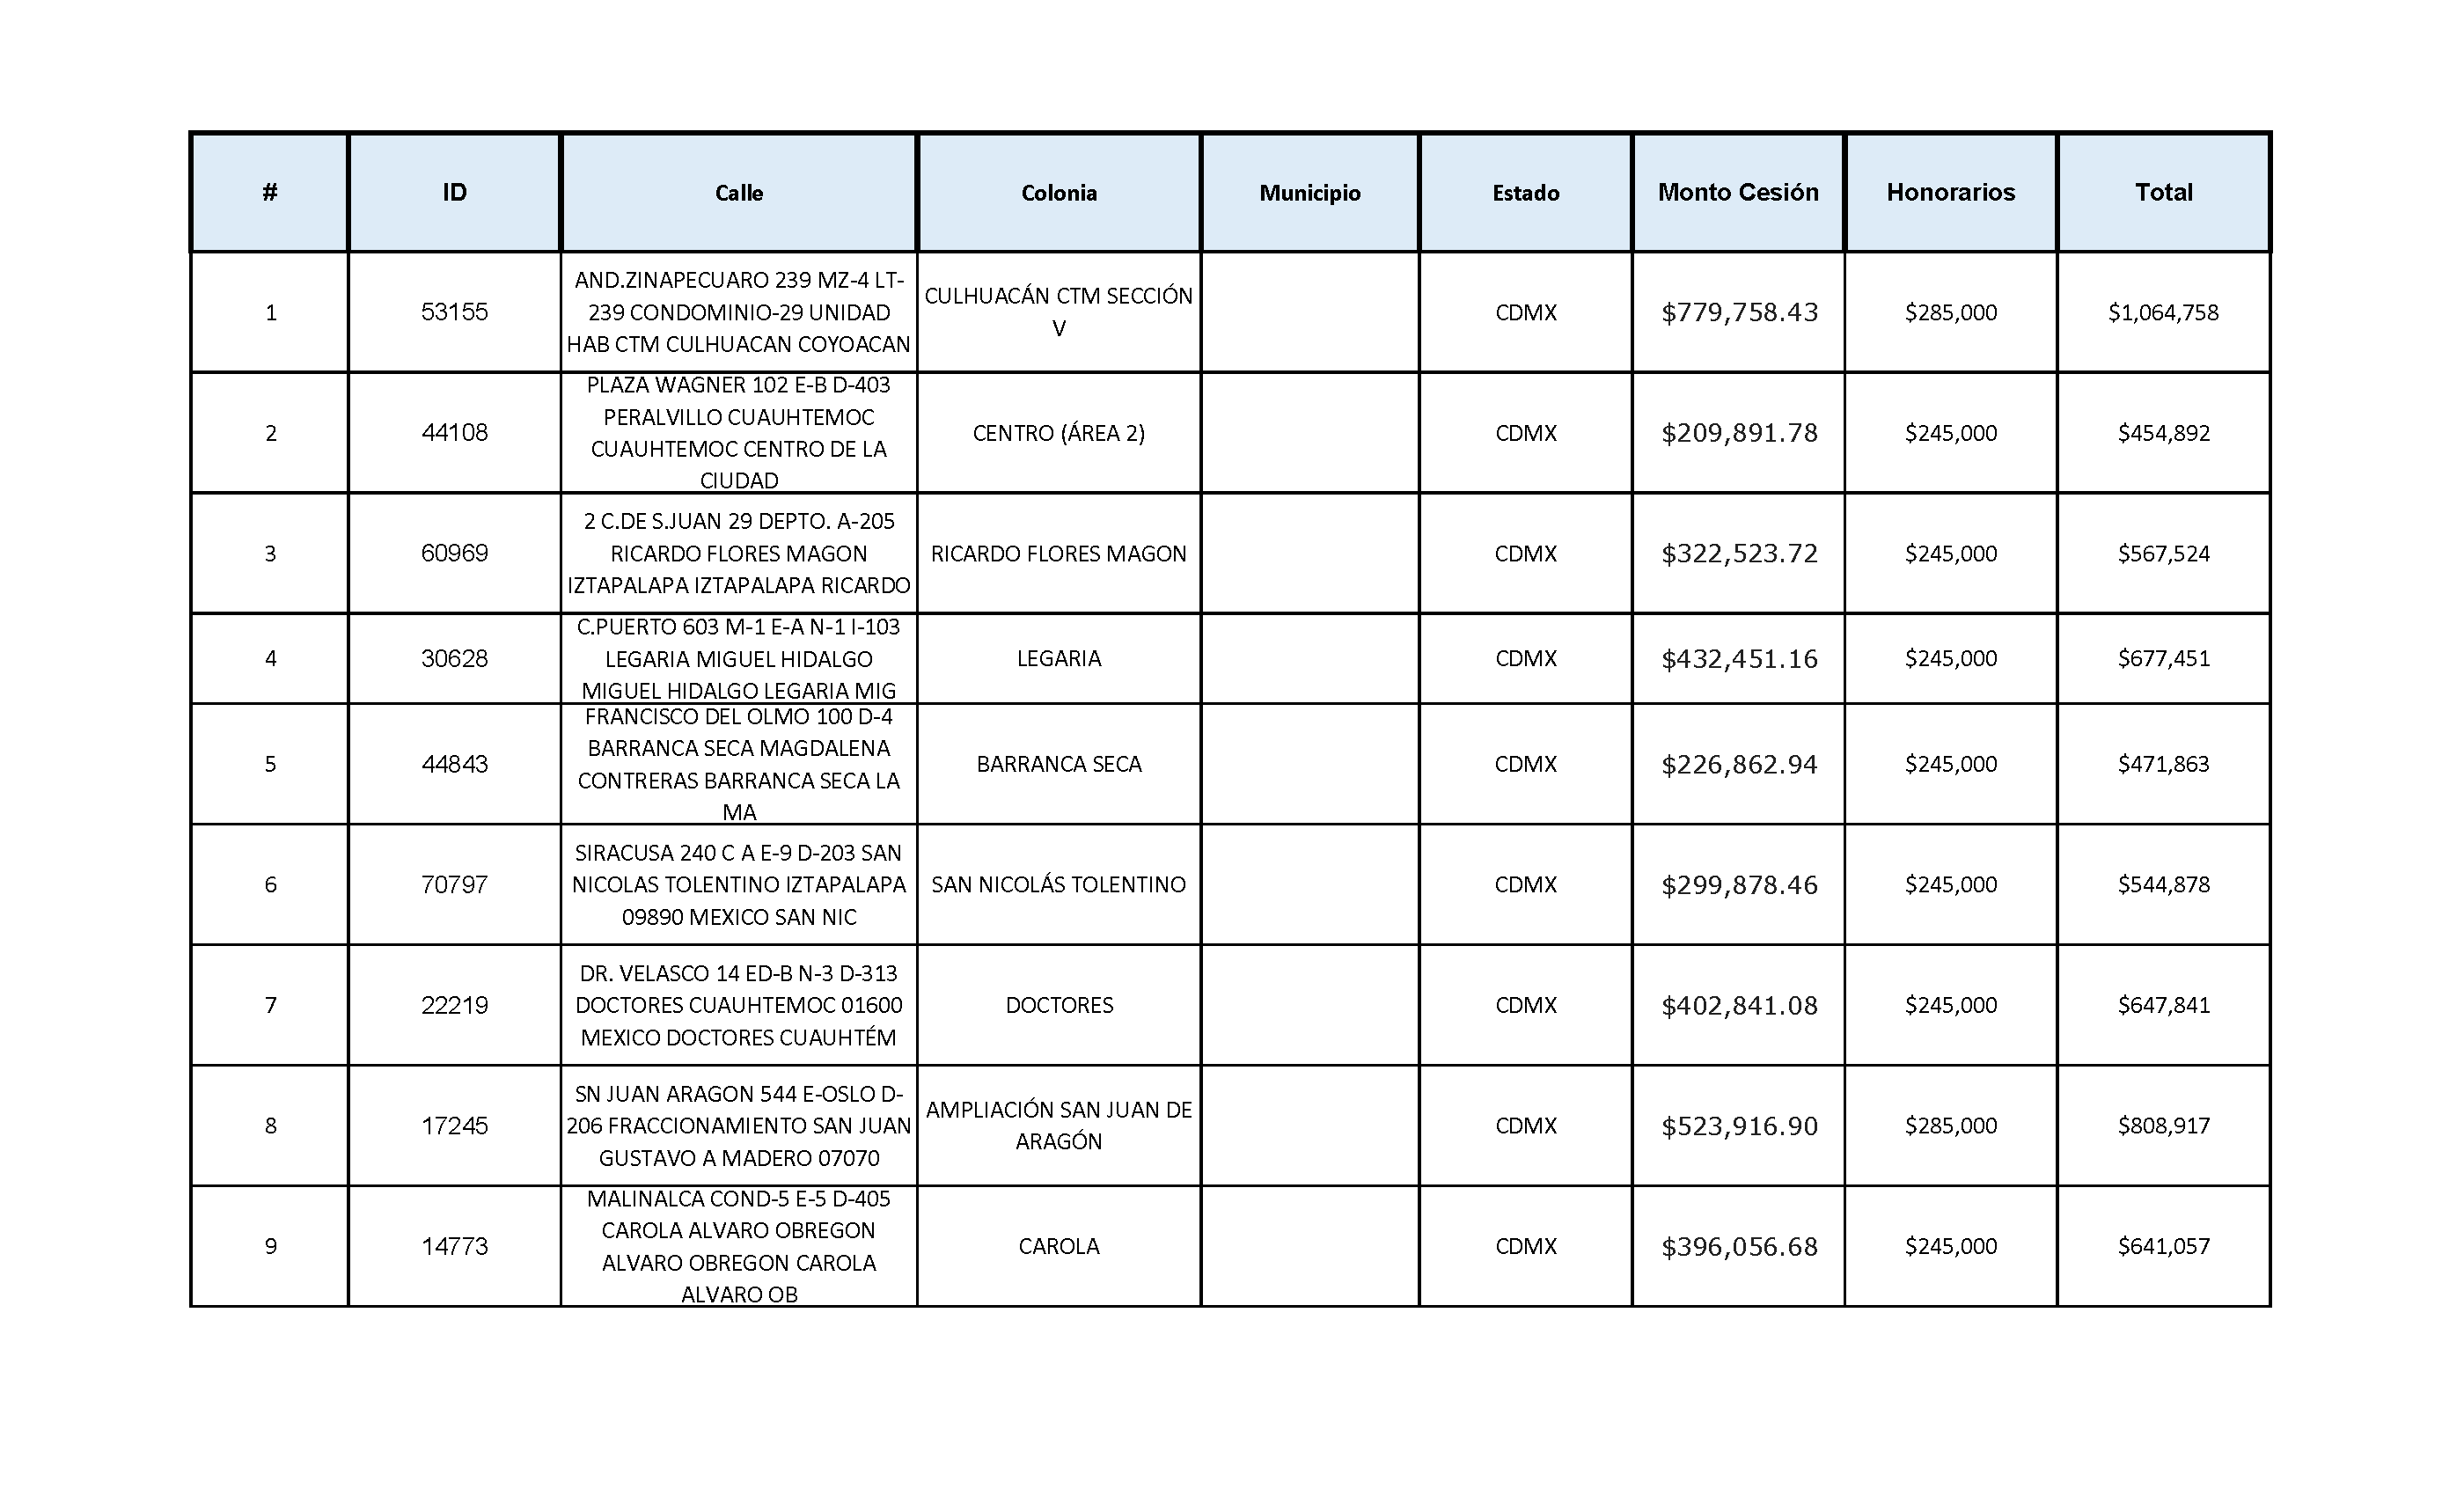 # ID Calle Colonia Municipio Estado Monto Cesión Honorarios Total
1 53155 AND.ZINAPECUARO 239 MZ-4 LT-
239 CONDOMINIO-29 UNIDAD
HAB CTM CULHUACAN COYOACAN
CULHUACÁN CTM SECCIÓN
V
CDMX $779,758.43 $285,000 $1,064,758
2 44108 PLAZA WAGNER 102 E-B D-403
PERALVILLO CUAUHTEMOC
CUAUHTEMOC CENTRO DE LA
CIUDAD
CENTRO (ÁREA 2) CDMX $209,891.78 $245,000 $454,892
3 60969 2 C.DE S.JUAN 29 DEPTO. A-205
RICARDO FLORES MAGON
IZTAPALAPA IZTAPALAPA RICARDO
RICARDO FLORES MAGON CDMX $322,523.72 $245,000 $567,524
4 30628 C.PUERTO 603 M-1 E-A N-1 I-103
LEGARIA MIGUEL HIDALGO
MIGUEL HIDALGO LEGARIA MIG
LEGARIA CDMX $432,451.16 $245,000 $677,451
5 44843 FRANCISCO DEL OLMO 100 D-4
BARRANCA SECA MAGDALENA
CONTRERAS BARRANCA SECA LA
MA
BARRANCA SECA CDMX $226,862.94 $245,000 $471,863
6 70797 SIRACUSA 240 C A E-9 D-203 SAN
NICOLAS TOLENTINO IZTAPALAPA
09890 MEXICO SAN NIC
SAN NICOLÁS TOLENTINO CDMX $299,878.46 $245,000 $544,878
7 22219 DR. VELASCO 14 ED-B N-3 D-313
DOCTORES CUAUHTEMOC 01600
MEXICO DOCTORES CUAUHTÉM
DOCTORES CDMX $402,841.08 $245,000 $647,841
8 17245 SN JUAN ARAGON 544 E-OSLO D-
206 FRACCIONAMIENTO SAN JUAN
GUSTAVO A MADERO 07070
AMPLIACIÓN SAN JUAN DE
ARAGÓN
CDMX $523,916.90 $285,000 $808,917
9 14773 MALINALCA COND-5 E-5 D-405
CAROLA ALVARO OBREGON
ALVARO OBREGON CAROLA
ALVARO OB
CAROLA CDMX $396,056.68 $245,000 $641,057